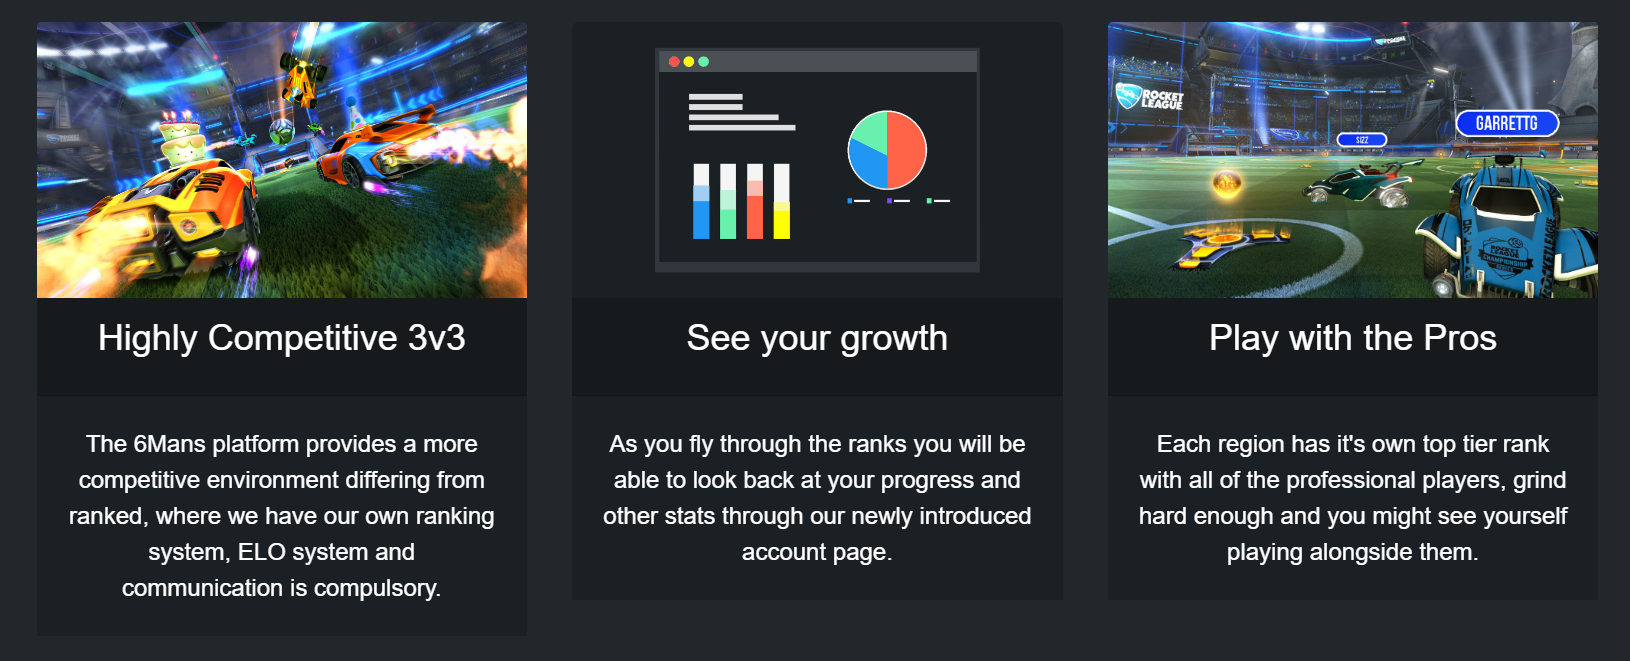 ROCKET
LEAGUE
SIZZ
GARRETTG
ROCKET
LEAGUE
CHAMPIONSHIP
Highly Competitive 3v3
The 6Mans platform provides a more
competitive environment differing from
ranked, where we have our own ranking
system, ELO system and
communication is compulsory.
See your growth
As you fly through the ranks you will be
able to look back at your progress and
other stats through our newly introduced
account page.
Play with the Pros
Each region has it's own top tier rank
with all of the professional players, grind
hard enough and you might see yourself
playing alongside them.